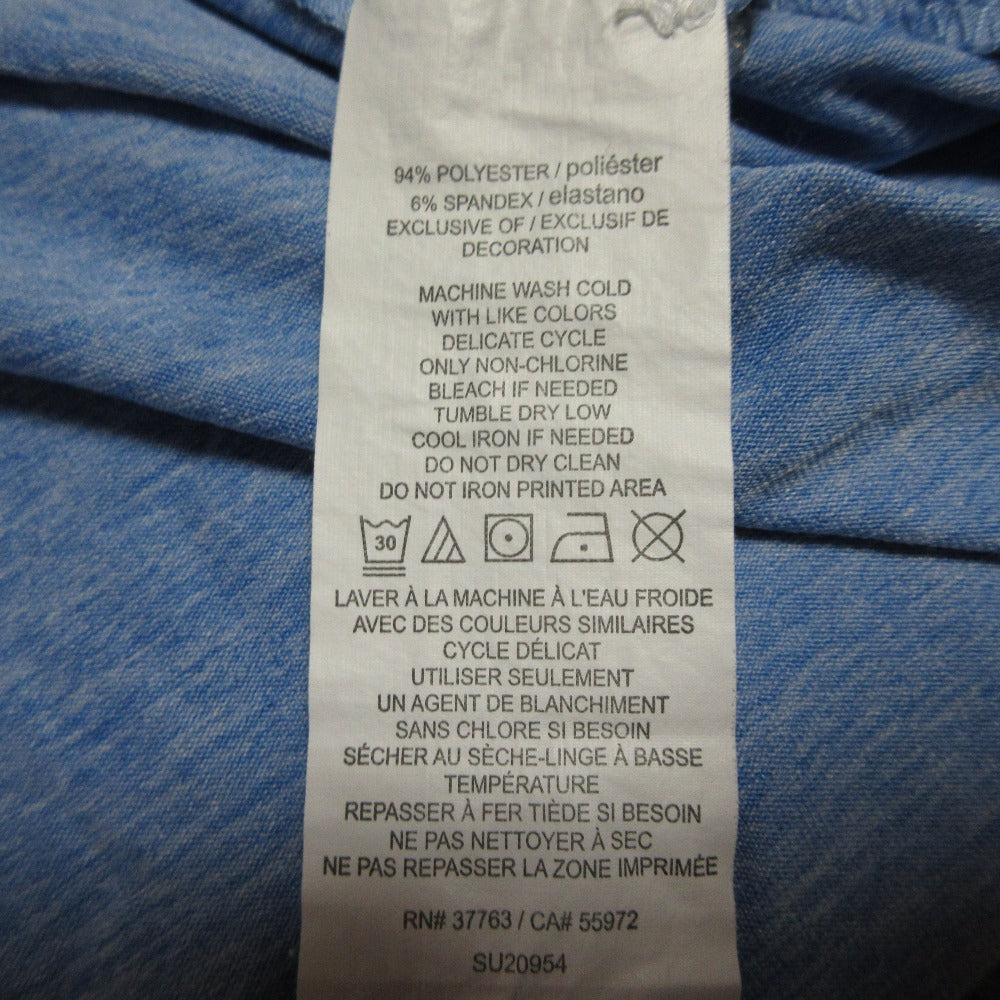 94% POLYESTER / poliéster
6% SPANDEX / elastano
EXCLUSIVE OF / EXCLUSIF DE
DECORATION
MACHINE WASH COLD
WITH LIKE COLORS
DELICATE CYCLE
ONLY NON-CHLORINE
BLEACH IF NEEDED
TUMBLE DRY LOW
COOL IRON IF NEEDED
DO NOT DRY CLEAN
DO NOT IRON PRINTED AREA
30
LAVER À LA MACHINE À L'EAU FROIDE
AVEC DES COULEURS SIMILAIRES
CYCLE DÉLICAT
UTILISER SEULEMENT
UN AGENT DE BLANCHIMENT
SANS CHLORE SI BESOIN
SÉCHER AU SÈCHE-LINGE À BASSE
TEMPÉRATURE
REPASSER À FER TIÈDE SI BESOIN
NE PAS NETTOYER À SEC
NE PAS REPASSER LA ZONE IMPRIMÉE
RN# 37763 / CA# 55972
SU20954